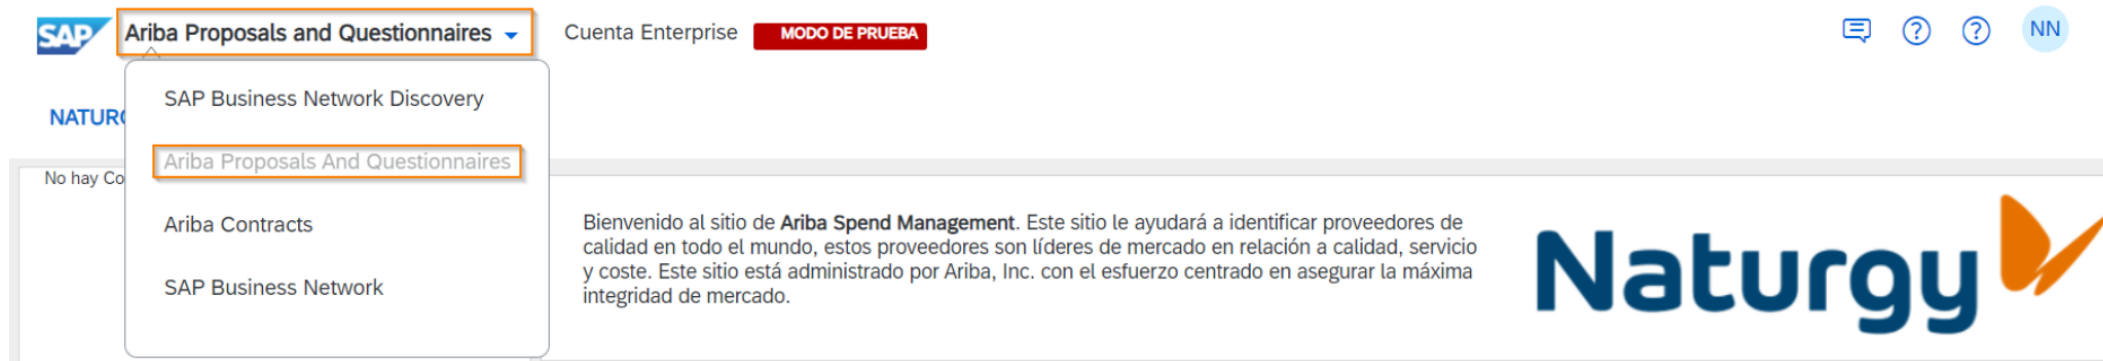 SAP Ariba Proposals and Questionnaires Cuenta Enterprise MODO DE PRUEBA NN
SAP Business Network Discovery
NATURG
Ariba Proposals And Questionnaires
No hay Co
Ariba Contracts
SAP Business Network
Bienvenido al sitio de Ariba Spend Management. Este sitio le ayudará a identificar proveedores de
calidad en todo el mundo, estos proveedores son líderes de mercado en relación a calidad, servicio
y coste. Este sitio está administrado por Ariba, Inc. con el esfuerzo centrado en asegurar la máxima
integridad de mercado.
Naturgy